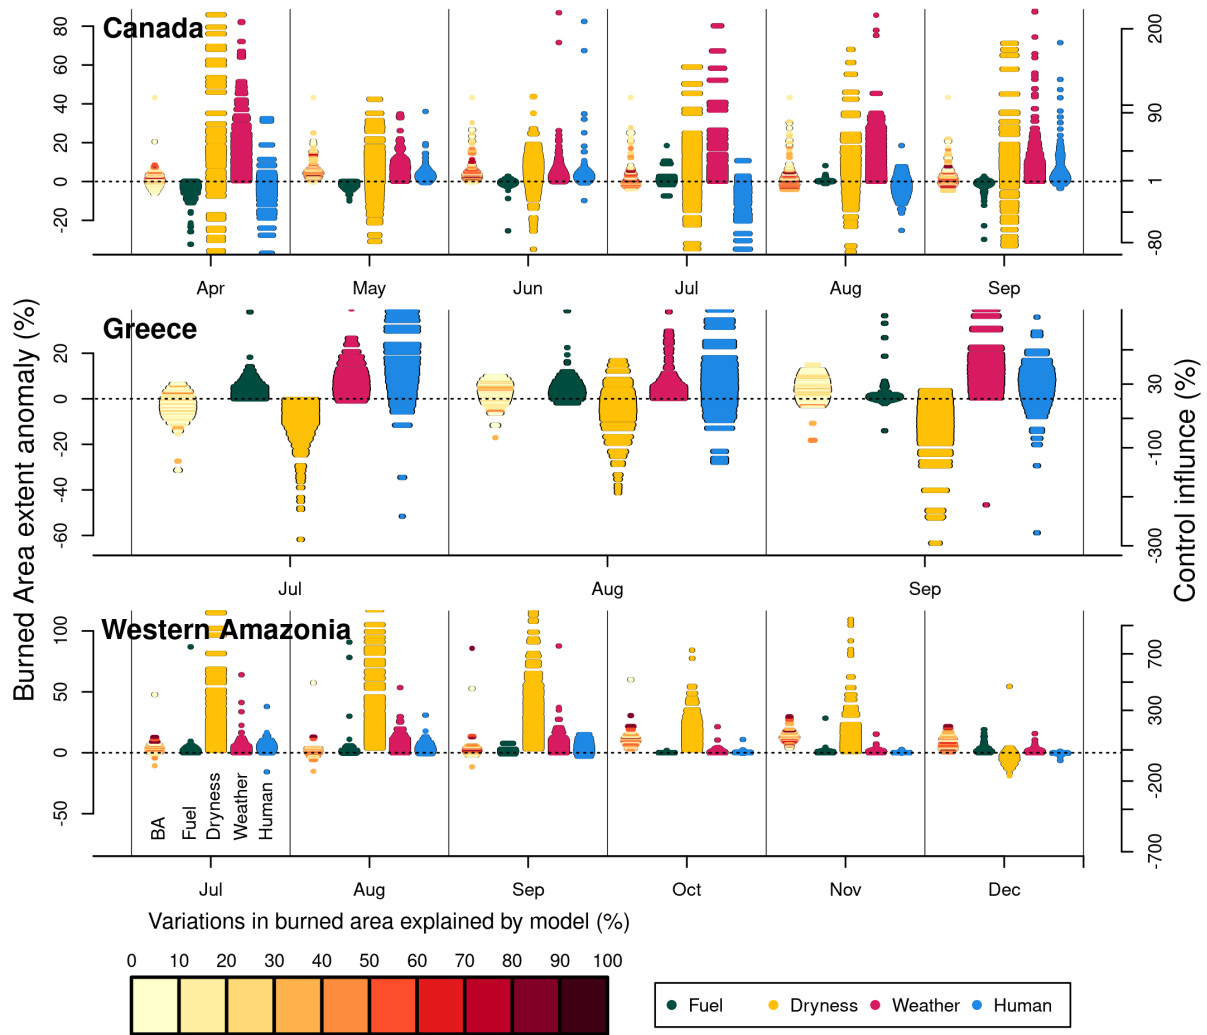 Canada
80
60
40
20
0
20
200
90
1
-80
Apr
May
Jun
Jul
Aug
Sep
Greece
20
0
-20
-40
-60
30
-100
-300
Jul
Aug
Sep
Burned Area extent anomaly (%)
Control influnce (%)
Western Amazonia
100
50
0
-50
700
300
-200
-700
BA
Fuel
Dryness
Weather
Human
Jul
Aug
Sep
Oct
Nov
Dec
Variations in burned area explained by model (%)
0 10 20 30 40 50 60 70 80 90 100
Fuel Dryness Weather Human